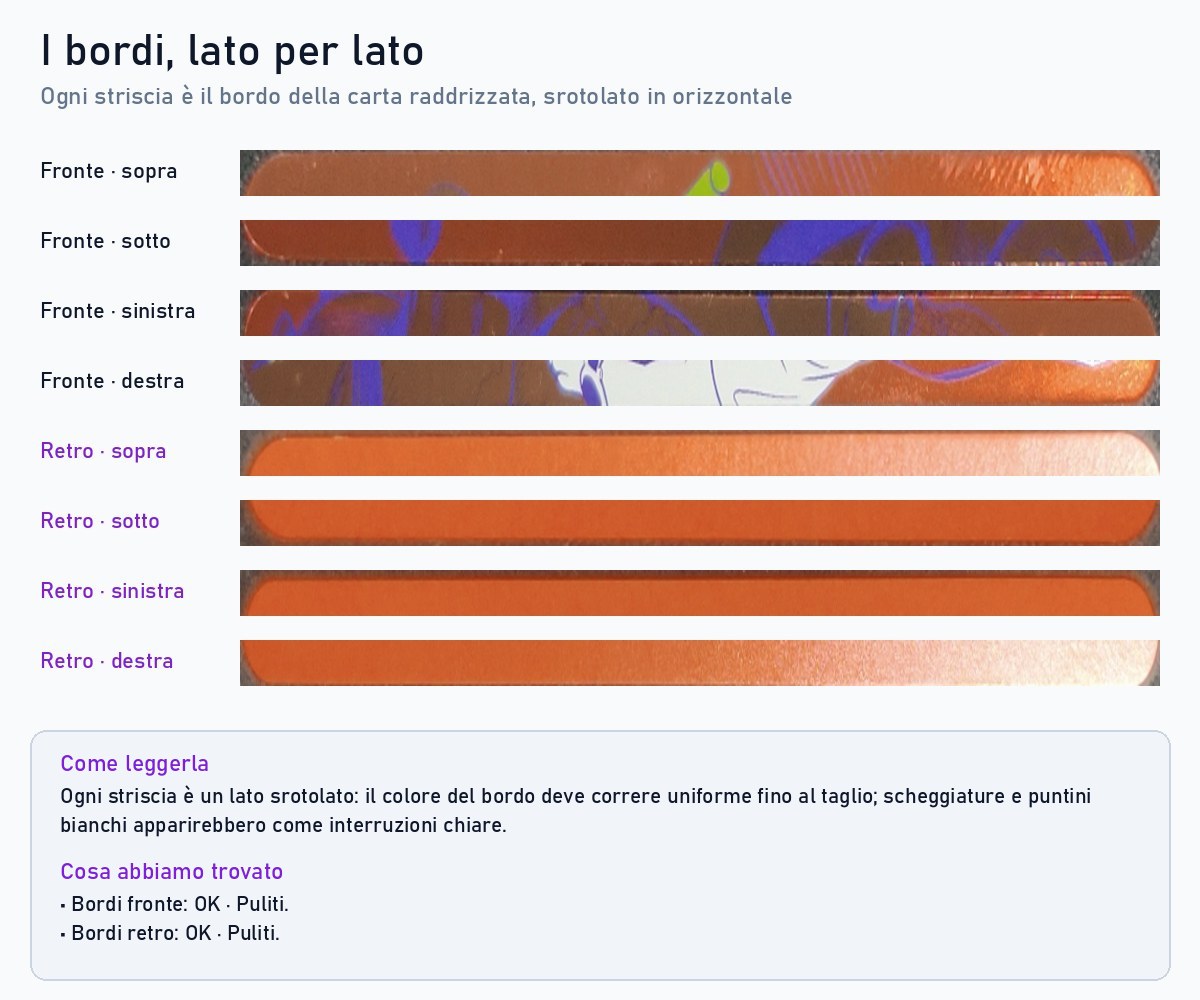 I bordi, lato per lato
Ogni striscia è il bordo della carta raddrizzata, srotolato in orizzontale
Fronte · sopra
Fronte · sotto
Fronte · sinistra
Fronte · destra
Retro · sopra
Retro · sotto
Retro · sinistra
Retro · destra
Come leggerla
Ogni striscia è un lato srotolato: il colore del bordo deve correre uniforme fino al taglio; scheggiature e puntini
bianchi apparirebbero come interruzioni chiare.
Cosa abbiamo trovato
• Bordi fronte: OK · Puliti.
• Bordi retro: OK · Puliti.